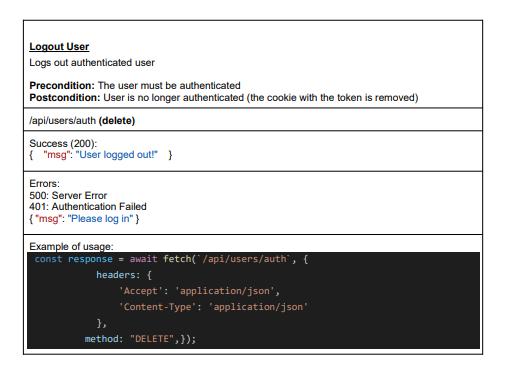 Logout User
Logs out authenticated user
Precondition: The user must be authenticated
Postcondition: User is no longer authenticated (the cookie with the token is removed)
/api/users/auth (delete)
Success (200):
{ "msg": "User logged out!" }
Errors:
500: Server Error
401: Authentication Failed
{ "msg": "Please log in" }
Example of usage:
const response = await fetch(`/api/users/auth`, {
headers: {
'Accept': 'application/json',
'Content-Type': 'application/json'
},
method: "DELETE",});